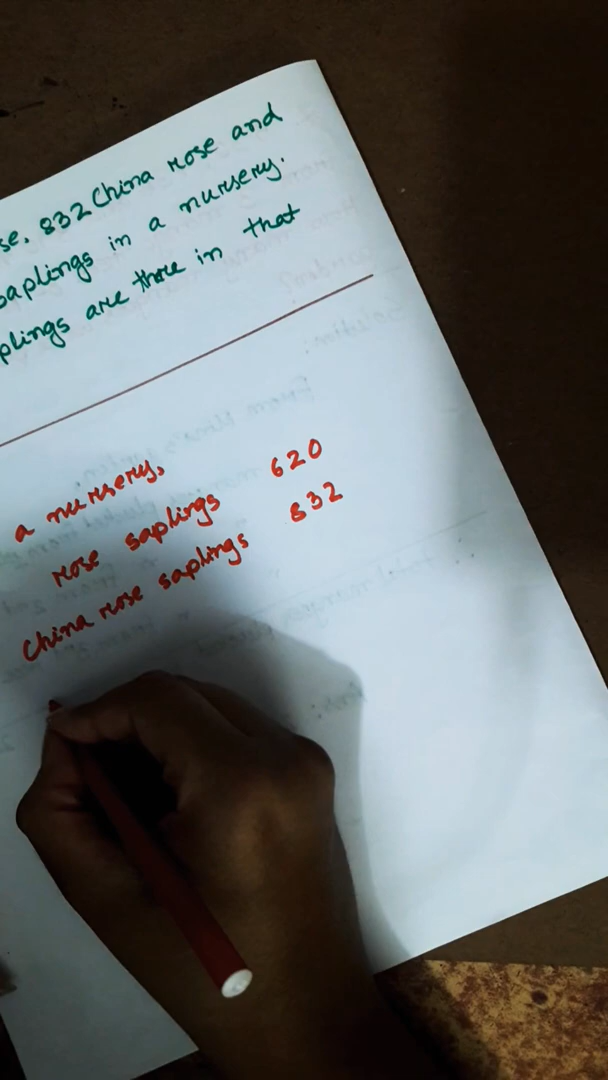 se, 832 China rose and
saplings in a nursery.
plings are there in that
a nursery,
rose saplings 620
China rose saplings 832